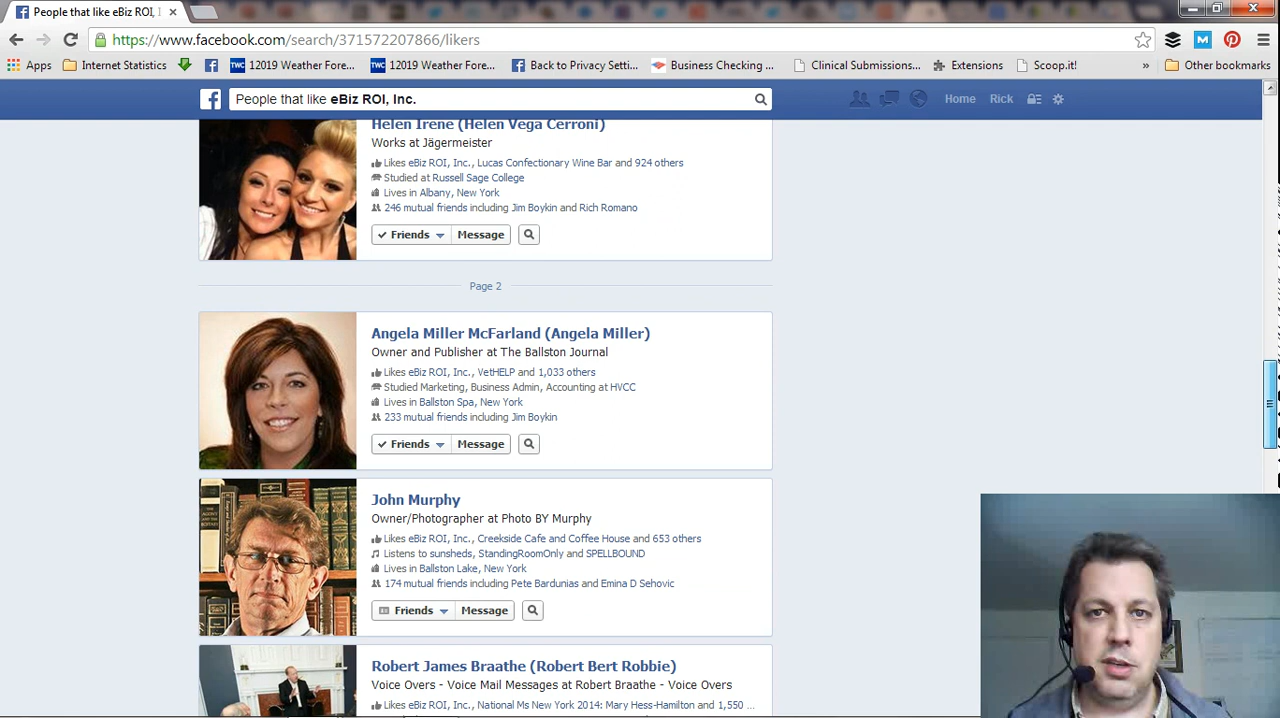 People that like eBiz ROI, I
https://www.facebook.com/search/371572207866/likers
Apps Internet Statistics 12019 Weather Fore... 12019 Weather Fore... Back to Privacy Setti... Business Checking ... Clinical Submissions... Extensions Scoop.it! » Other bookmarks
People that like eBiz ROI, Inc. Home Rick
Helen Irene (Helen Vega Cerroni)
Works at Jägermeister
Likes eBiz ROI, Inc., Lucas Confectionary Wine Bar and 924 others
Studied at Russell Sage College
Lives in Albany, New York
246 mutual friends including Jim Boykin and Rich Romano
Friends Message
Page 2
Angela Miller McFarland (Angela Miller)
Owner and Publisher at The Ballston Journal
Likes eBiz ROI, Inc., VetHELP and 1,033 others
Studied Marketing, Business Admin, Accounting at HVCC
Lives in Ballston Spa, New York
233 mutual friends including Jim Boykin
Friends Message
John Murphy
Owner/Photographer at Photo BY Murphy
Likes eBiz ROI, Inc., Creekside Cafe and Coffee House and 653 others
Listens to sunsheds, StandingRoomOnly and SPELLBOUND
Lives in Ballston Lake, New York
174 mutual friends including Pete Bardunias and Emina D Sehovic
Friends Message
Robert James Braathe (Robert Bert Robbie)
Voice Overs - Voice Mail Messages at Robert Braathe - Voice Overs
Likes eBiz ROI, Inc., National Ms New York 2014: Mary Hess-Hamilton and 1,550 ...